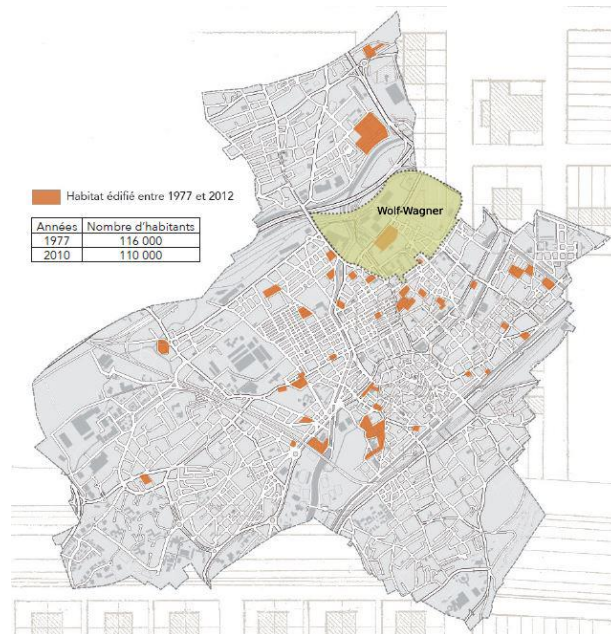 Wolf-Wagner
Habitat édifié entre 1977 et 2012
Années Nombre d'habitants
1977 116 000
2010 110 000